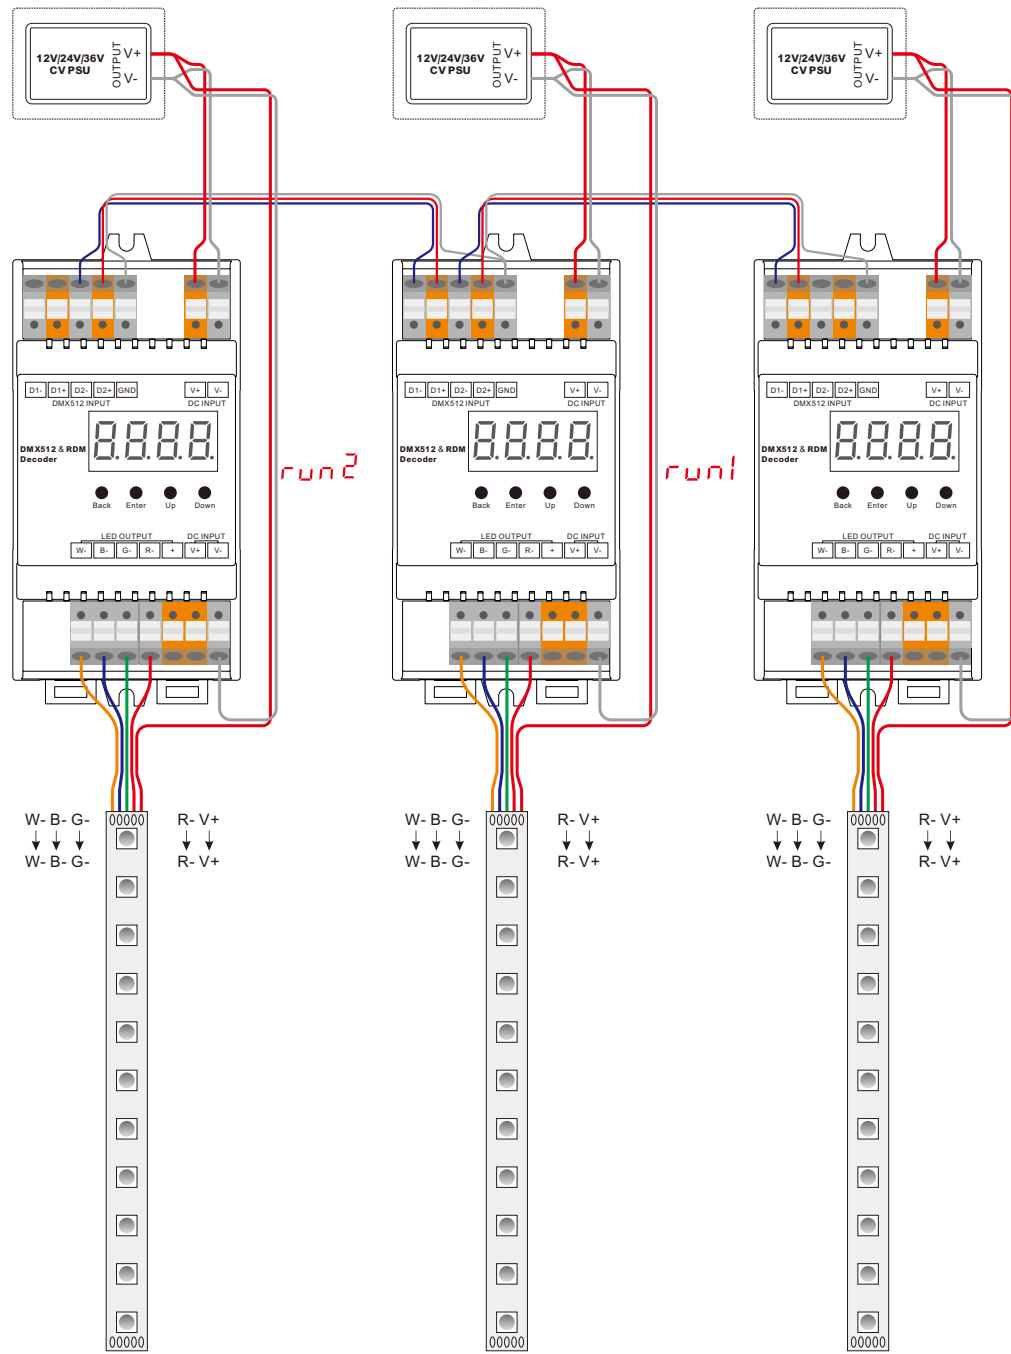 12V/24V/36V
CV PSU
OUTPUT
V+
V-
12V/24V/36V
CV PSU
OUTPUT
V+
V-
12V/24V/36V
CV PSU
OUTPUT
V+
V-
D1- D1+ D2- D2+ GND V+ V-
DMX512 INPUT DC INPUT
8.8.8.8.
DMX512 & RDM
Decoder
Back Enter Up Down
LED OUTPUT DC INPUT
W- B- G- R- + V+ V-
run2
D1- D1+ D2- D2+ GND V+ V-
DMX512 INPUT DC INPUT
8.8.8.8.
DMX512 & RDM
Decoder
Back Enter Up Down
LED OUTPUT DC INPUT
W- B- G- R- + V+ V-
run1
D1- D1+ D2- D2+ GND V+ V-
DMX512 INPUT DC INPUT
8.8.8.8.
DMX512 & RDM
Decoder
Back Enter Up Down
LED OUTPUT DC INPUT
W- B- G- R- + V+ V-
W- B- G- R- V+
W- B- G- R- V+
W- B- G- R- V+
W- B- G- R- V+
W- B- G- R- V+
W- B- G- R- V+